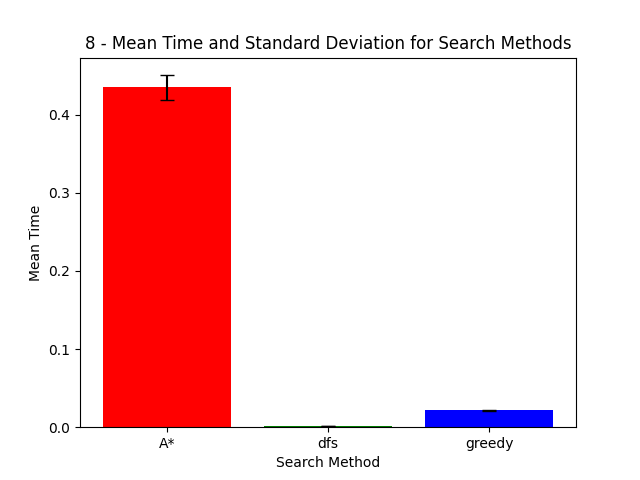 8 - Mean Time and Standard Deviation for Search Methods
Mean Time
0.4
0.3
0.2
0.1
0.0
A*
dfs
greedy
Search Method